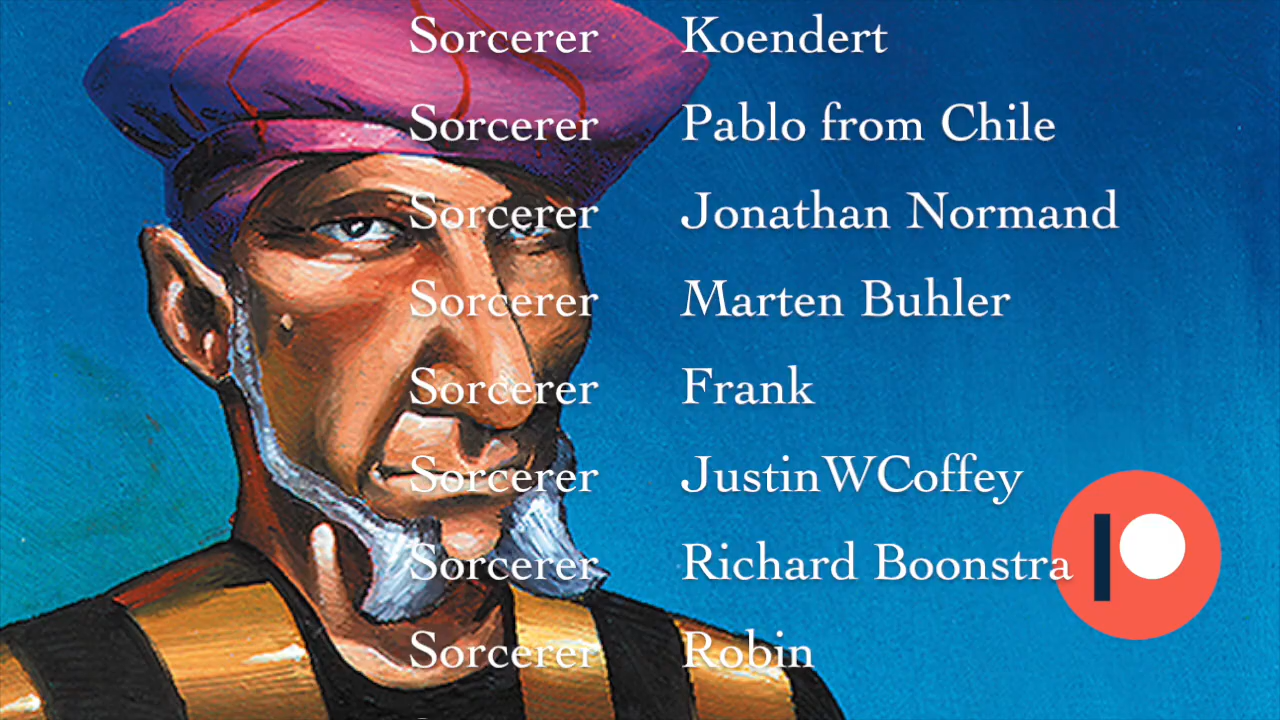 Sorcerer Koendert
Sorcerer Pablo from Chile
Sorcerer Jonathan Normand
Sorcerer Marten Buhler
Sorcerer Frank
Sorcerer JustinWCoffey
Sorcerer Richard Boonstra
Sorcerer Robin